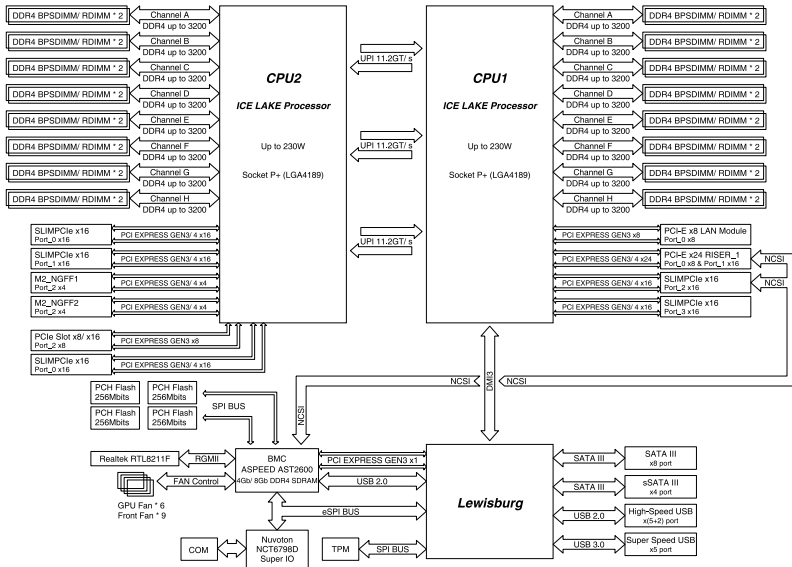 DDR4 BPSDIMM/ RDIMM * 2
Channel A
DDR4 up to 3200
DDR4 BPSDIMM/ RDIMM * 2
Channel B
DDR4 up to 3200
DDR4 BPSDIMM/ RDIMM * 2
Channel C
DDR4 up to 3200
DDR4 BPSDIMM/ RDIMM * 2
Channel D
DDR4 up to 3200
DDR4 BPSDIMM/ RDIMM * 2
Channel E
DDR4 up to 3200
DDR4 BPSDIMM/ RDIMM * 2
Channel F
DDR4 up to 3200
DDR4 BPSDIMM/ RDIMM * 2
Channel G
DDR4 up to 3200
DDR4 BPSDIMM/ RDIMM * 2
Channel H
DDR4 up to 3200
CPU2
ICE LAKE Processor
Up to 230W
Socket P+ (LGA4189)
UPI 11.2GT/ s
UPI 11.2GT/ s
UPI 11.2GT/ s
CPU1
ICE LAKE Processor
Up to 230W
Socket P+ (LGA4189)
Channel A
DDR4 up to 3200
DDR4 BPSDIMM/ RDIMM * 2
Channel B
DDR4 up to 3200
DDR4 BPSDIMM/ RDIMM * 2
Channel C
DDR4 up to 3200
DDR4 BPSDIMM/ RDIMM * 2
Channel D
DDR4 up to 3200
DDR4 BPSDIMM/ RDIMM * 2
Channel E
DDR4 up to 3200
DDR4 BPSDIMM/ RDIMM * 2
Channel F
DDR4 up to 3200
DDR4 BPSDIMM/ RDIMM * 2
Channel G
DDR4 up to 3200
DDR4 BPSDIMM/ RDIMM * 2
Channel H
DDR4 up to 3200
DDR4 BPSDIMM/ RDIMM * 2
SLIMPCIe x16
Port_0 x16
PCI EXPRESS GEN3/ 4 x16
SLIMPCIe x16
Port_1 x16
PCI EXPRESS GEN3/ 4 x16
M2_NGFF1
Port_2 x4
PCI EXPRESS GEN3/ 4 x4
M2_NGFF2
Port_2 x4
PCI EXPRESS GEN3/ 4 x4
PCIe Slot x8/ x16
Port_2 x8
PCI EXPRESS GEN3 x8
SLIMPCIe x16
Port_0 x16
PCI EXPRESS GEN3/ 4 x16
PCI EXPRESS GEN3 x8
PCI-E x8 LAN Module
Port_0 x8
PCI EXPRESS GEN3/ 4 x24
PCI-E x24 RISER_1
Port_0 x8 & Port_1 x16
NCSI
PCI EXPRESS GEN3/ 4 x16
SLIMPCIe x16
Port_2 x16
NCSI
PCI EXPRESS GEN3/ 4 x16
SLIMPCIe x16
Port_3 x16
PCH Flash
256Mbits
PCH Flash
256Mbits
PCH Flash
256Mbits
PCH Flash
256Mbits
SPI BUS
NCSI
NCSI
DMI3
NCSI
Realtek RTL8211F
RGMII
FAN Control
GPU Fan * 6
Front Fan * 9
BMC
ASPEED AST2600
4Gb/ 8Gb DDR4 SDRAM
PCI EXPRESS GEN3 x1
USB 2.0
eSPI BUS
Lewisburg
SATA III
SATA III
x8 port
SATA III
sSATA III
x4 port
USB 2.0
High-Speed USB
x(5+2) port
USB 3.0
Super Speed USB
x5 port
COM
Nuvoton
NCT6798D
Super IO
TPM
SPI BUS